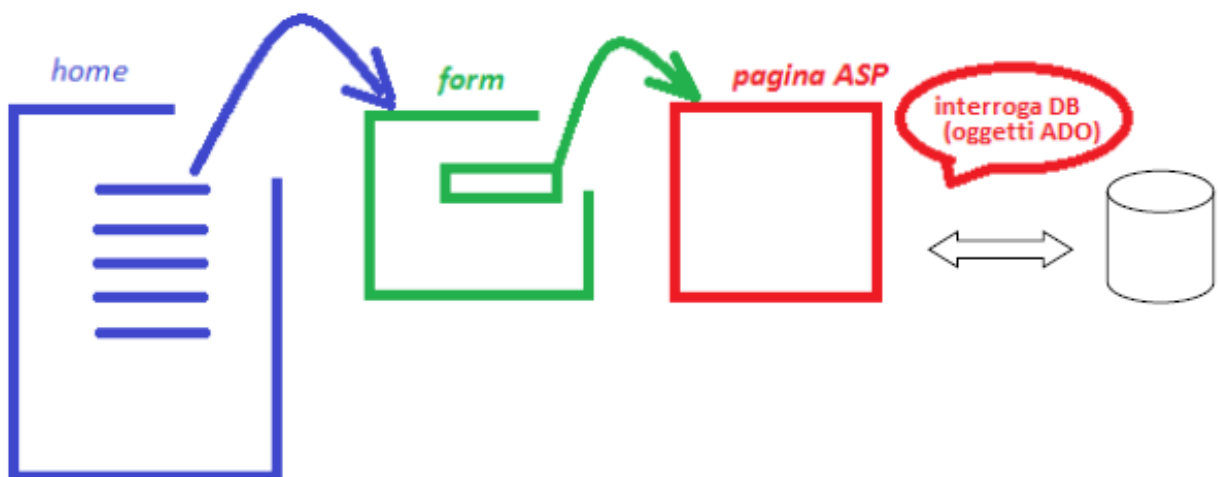 home
form
pagina ASP
interroga DB
(oggetti ADO)